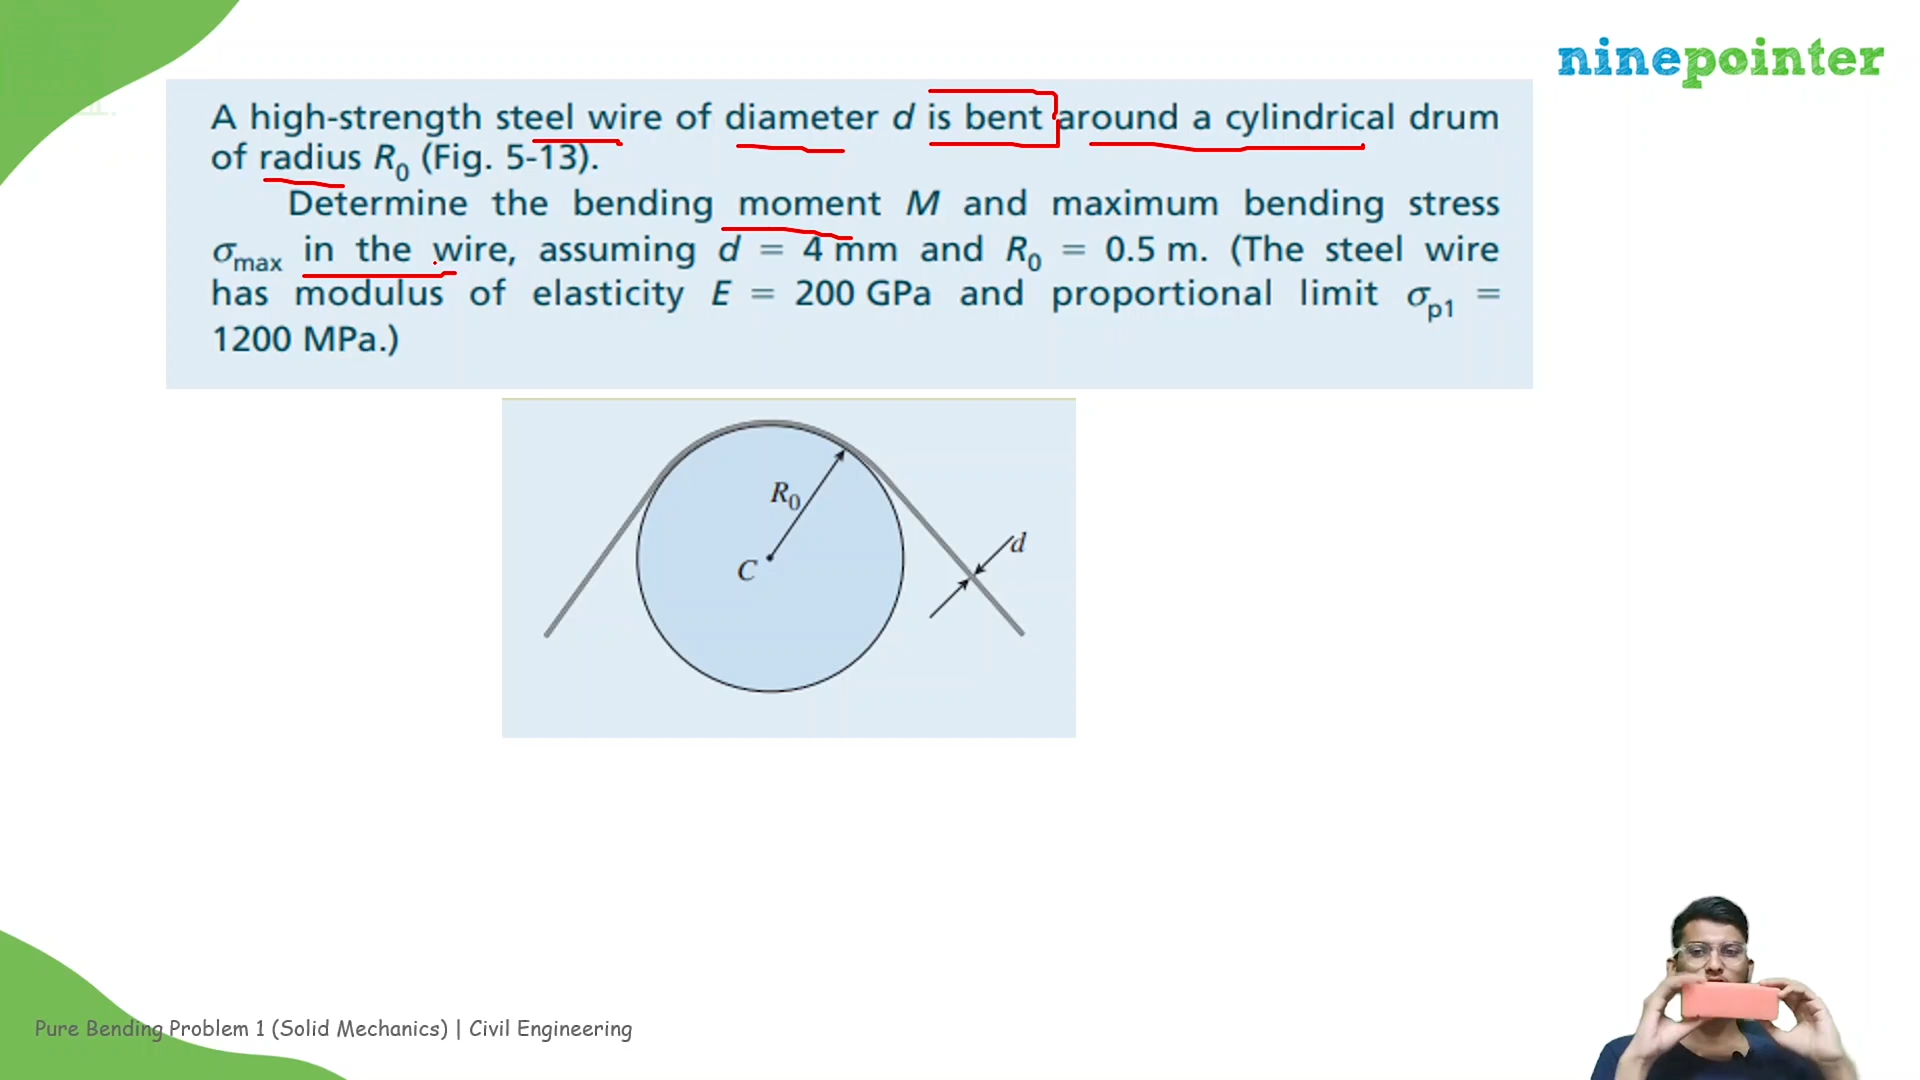 ninepointer
A high-strength steel wire of diameter d is bent around a cylindrical drum
of radius R₀ (Fig. 5-13).
Determine the bending moment M and maximum bending stress
σmax in the wire, assuming d = 4 mm and R₀ = 0.5 m. (The steel wire
has modulus of elasticity E = 200 GPa and proportional limit σp1 =
1200 MPa.)
R₀
d
C
Pure Bending Problem 1 (Solid Mechanics) | Civil Engineering